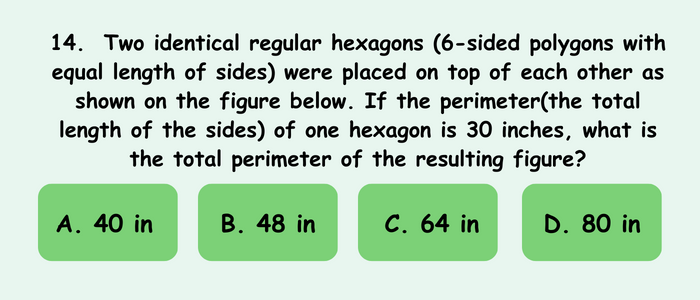 14. Two identical regular hexagons (6-sided polygons with
equal length of sides) were placed on top of each other as
shown on the figure below. If the perimeter(the total
length of the sides) of one hexagon is 30 inches, what is
the total perimeter of the resulting figure?
A. 40 in
B. 48 in
C. 64 in
D. 80 in